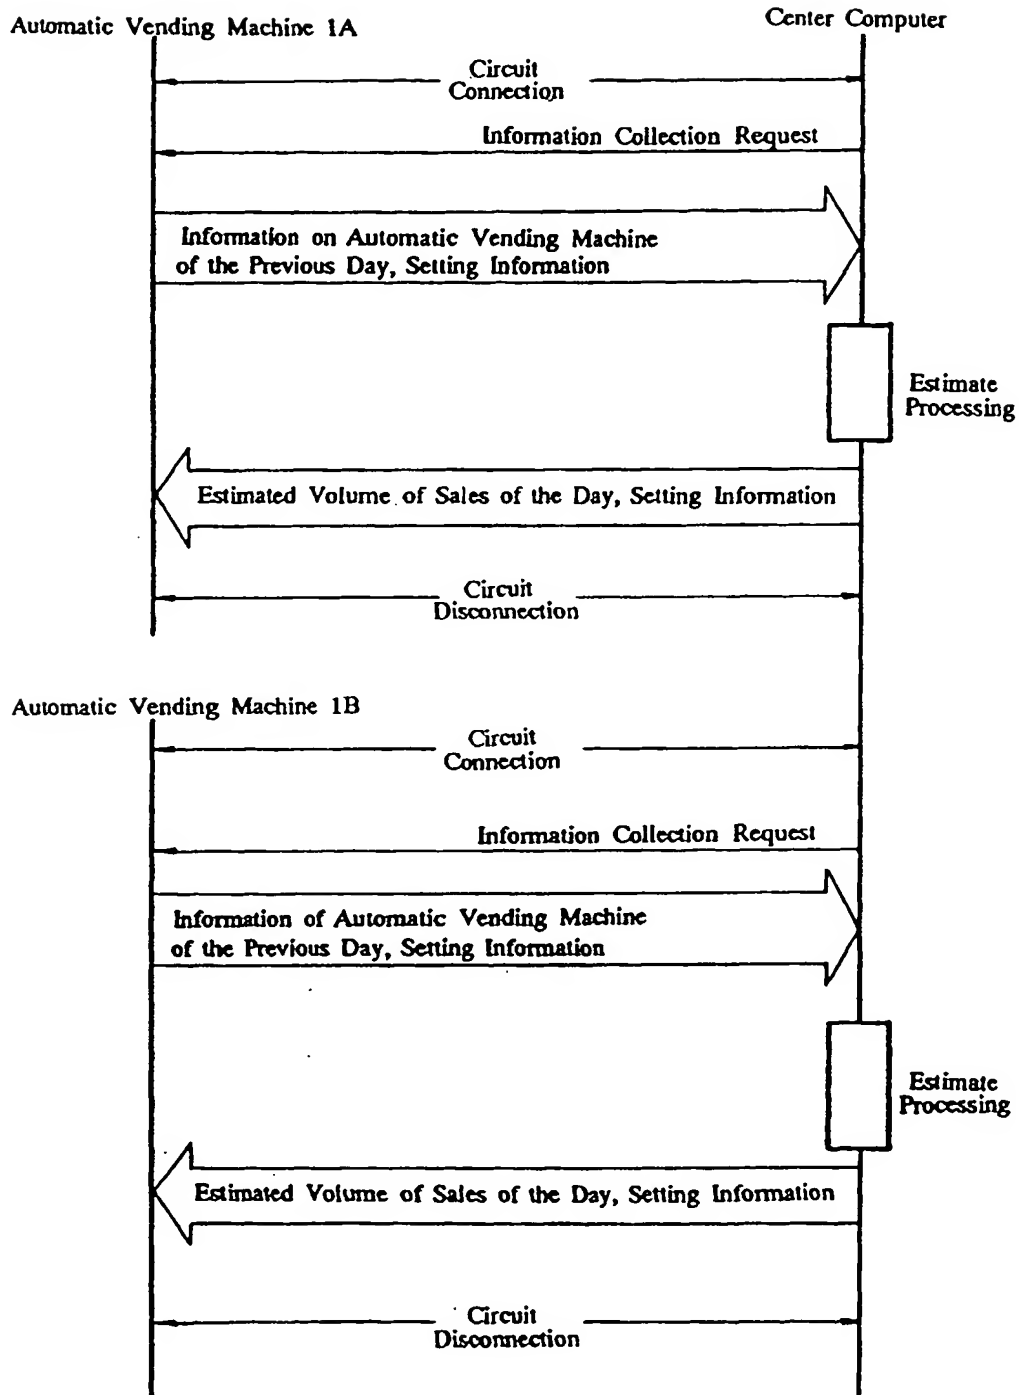 Automatic Vending Machine 1A
Center Computer
Circuit
Connection
Information Collection Request
Information on Automatic Vending Machine
of the Previous Day, Setting Information
Estimate
Processing
Estimated Volume of Sales of the Day, Setting Information
Circuit
Disconnection
Automatic Vending Machine 1B
Circuit
Connection
Information Collection Request
Information of Automatic Vending Machine
of the Previous Day, Setting Information
Estimate
Processing
Estimated Volume of Sales of the Day, Setting Information
Circuit
Disconnection